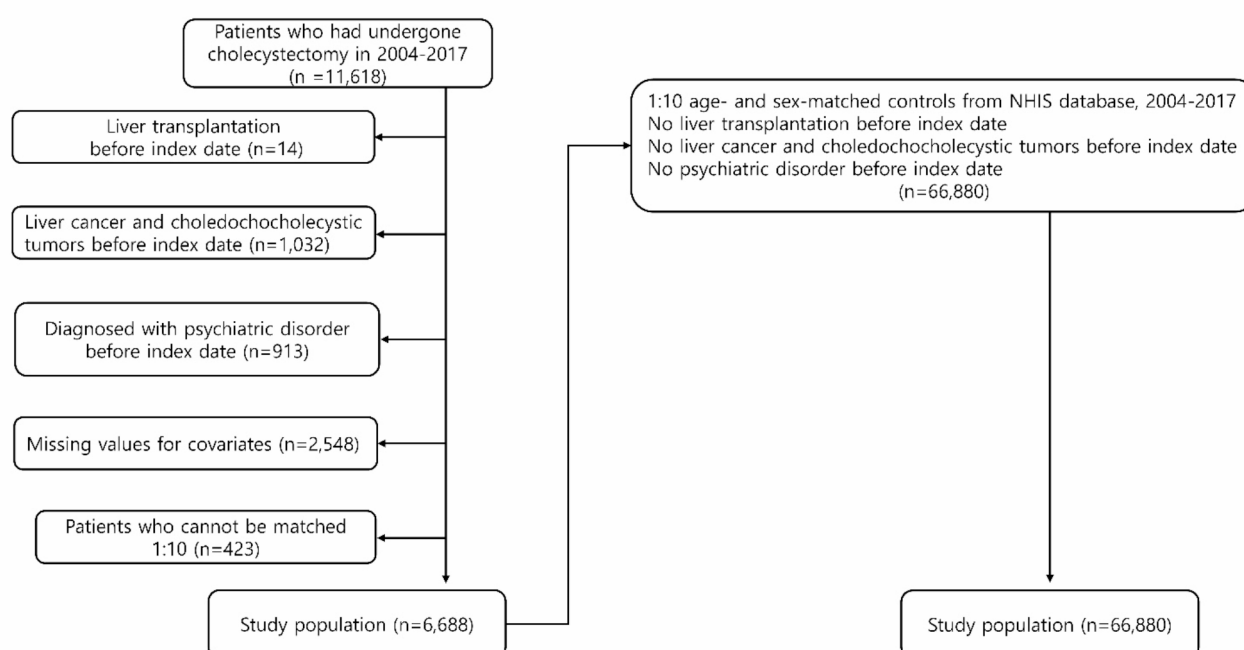 Patients who had undergone
cholecystectomy in 2004-2017
(n =11,618)
Liver transplantation
before index date (n=14)
Liver cancer and choledochocholecystic
tumors before index date (n=1,032)
Diagnosed with psychiatric disorder
before index date (n=913)
Missing values for covariates (n=2,548)
Patients who cannot be matched
1:10 (n=423)
Study population (n=6,688)
1:10 age- and sex-matched controls from NHIS database, 2004-2017
No liver transplantation before index date
No liver cancer and choledochocholecystic tumors before index date
No psychiatric disorder before index date
(n=66,880)
Study population (n=66,880)